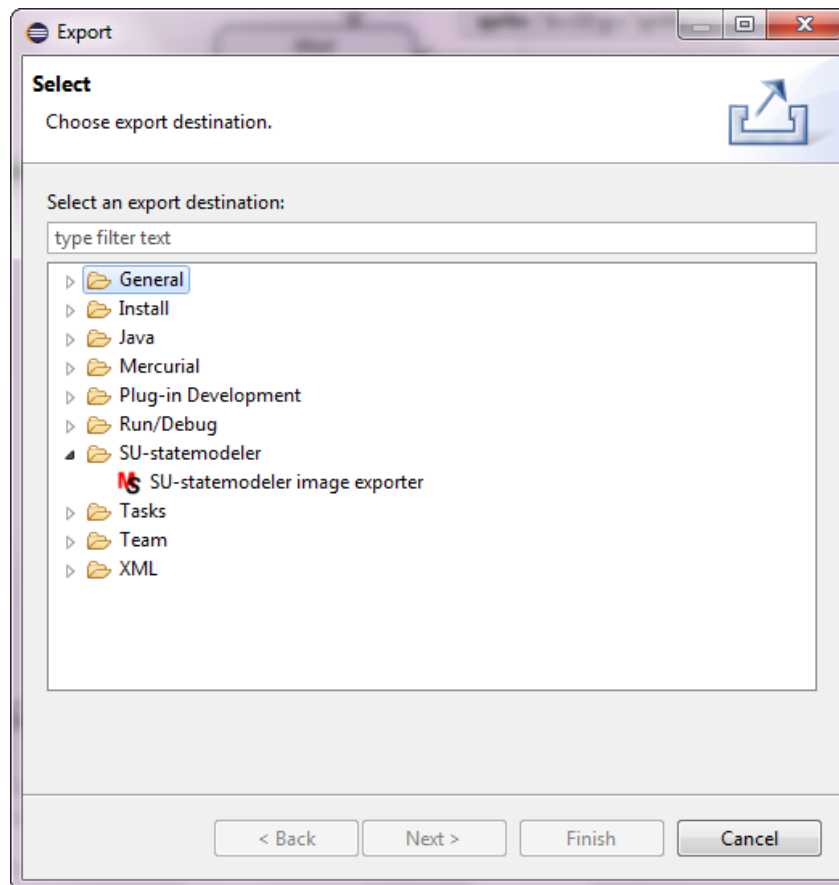 Export
Select
Choose export destination.
Select an export destination:
type filter text
General
Install
Java
Mercurial
Plug-in Development
Run/Debug
SU-statemodeler
MS SU-statemodeler image exporter
Tasks
Team
XML
< Back Next > Finish Cancel